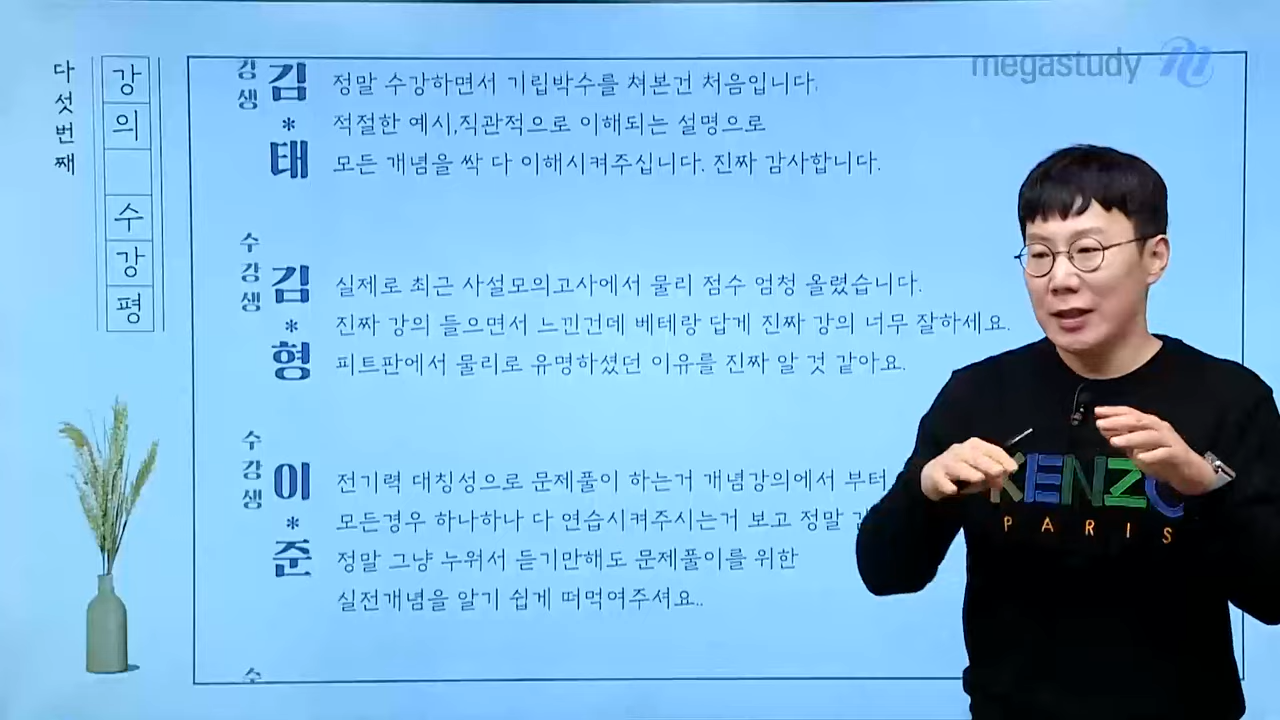 다섯번째
강의 수강평
megastudy
강생
김*태
정말 수강하면서 기립박수를 쳐본건 처음입니다.
적절한 예시,직관적으로 이해되는 설명으로
모든 개념을 싹 다 이해시켜주십니다. 진짜 감사합니다.
수강생
김*형
실제로 최근 사설모의고사에서 물리 점수 엄청 올렸습니다.
진짜 강의 들으면서 느낀건데 베테랑 답게 진짜 강의 너무 잘하세요.
피트판에서 물리로 유명하셨던 이유를 진짜 알 것 같아요.
수강생
이*준
전기력 대칭성으로 문제풀이 하는거 개념강의에서 부터
모든경우 하나하나 다 연습시켜주시는거 보고 정말
정말 그냥 누워서 듣기만해도 문제풀이를 위한
실전개념을 알기 쉽게 떠먹여주셔요..
수
KENZO
PARIS